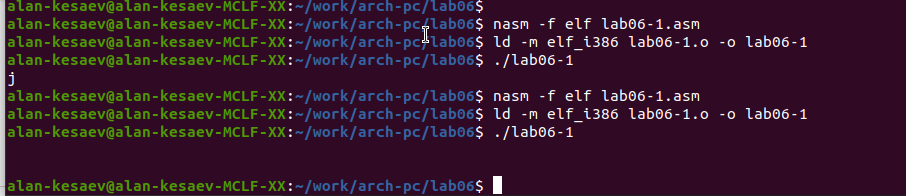 alan-kesaev@alan-kesaev-MCLF-XX:~/work/arch-pc/lab06$
alan-kesaev@alan-kesaev-MCLF-XX:~/work/arch-pc/lab06$ nasm -f elf lab06-1.asm
alan-kesaev@alan-kesaev-MCLF-XX:~/work/arch-pc/lab06$ ld -m elf_i386 lab06-1.o -o lab06-1
alan-kesaev@alan-kesaev-MCLF-XX:~/work/arch-pc/lab06$ ./lab06-1
j
alan-kesaev@alan-kesaev-MCLF-XX:~/work/arch-pc/lab06$ nasm -f elf lab06-1.asm
alan-kesaev@alan-kesaev-MCLF-XX:~/work/arch-pc/lab06$ ld -m elf_i386 lab06-1.o -o lab06-1
alan-kesaev@alan-kesaev-MCLF-XX:~/work/arch-pc/lab06$ ./lab06-1
alan-kesaev@alan-kesaev-MCLF-XX:~/work/arch-pc/lab06$